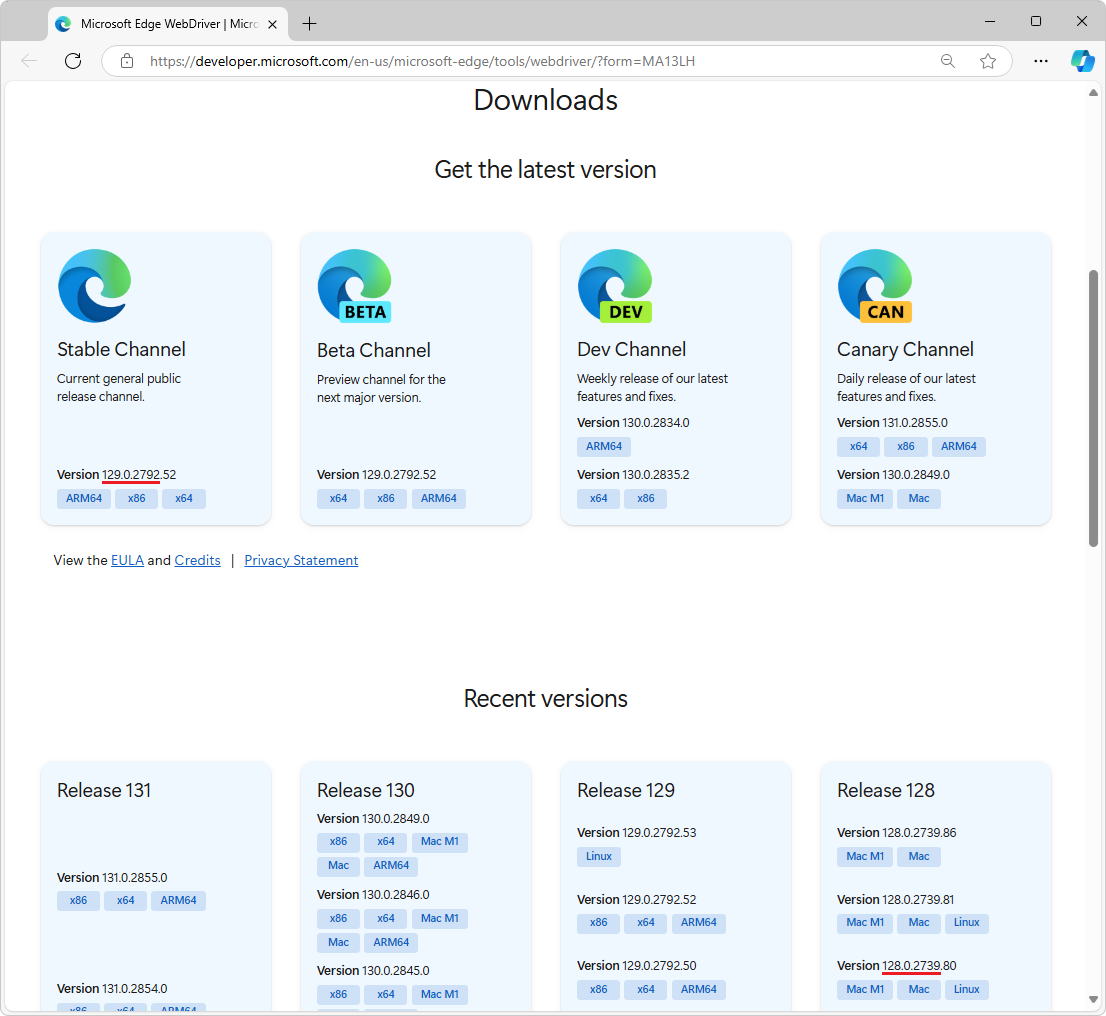 Microsoft Edge WebDriver | Micro
https://developer.microsoft.com/en-us/microsoft-edge/tools/webdriver/?form=MA13LH
Downloads
Get the latest version
Stable Channel
Current general public
release channel.
Version 129.0.2792.52
ARM64 x86 x64
BETA
Beta Channel
Preview channel for the
next major version.
Version 129.0.2792.52
x64 x86 ARM64
DEV
Dev Channel
Weekly release of our latest
features and fixes.
Version 130.0.2834.0
ARM64
Version 130.0.2835.2
x64 x86
CAN
Canary Channel
Daily release of our latest
features and fixes.
Version 131.0.2855.0
x64 x86 ARM64
Version 130.0.2849.0
Mac M1 Mac
View the EULA and Credits | Privacy Statement
Recent versions
Release 131
Version 131.0.2855.0
x86 x64 ARM64
Version 131.0.2854.0
x86 x64 ARM64
Release 130
Version 130.0.2849.0
x86 x64 Mac M1
Mac ARM64
Version 130.0.2846.0
x86 x64 Mac M1
Mac ARM64
Version 130.0.2845.0
x86 x64 Mac M1
Release 129
Version 129.0.2792.53
Linux
Version 129.0.2792.52
x86 x64 ARM64
Version 129.0.2792.50
x86 x64 ARM64
Release 128
Version 128.0.2739.86
Mac M1 Mac
Version 128.0.2739.81
Mac M1 Mac Linux
Version 128.0.2739.80
Mac M1 Mac Linux